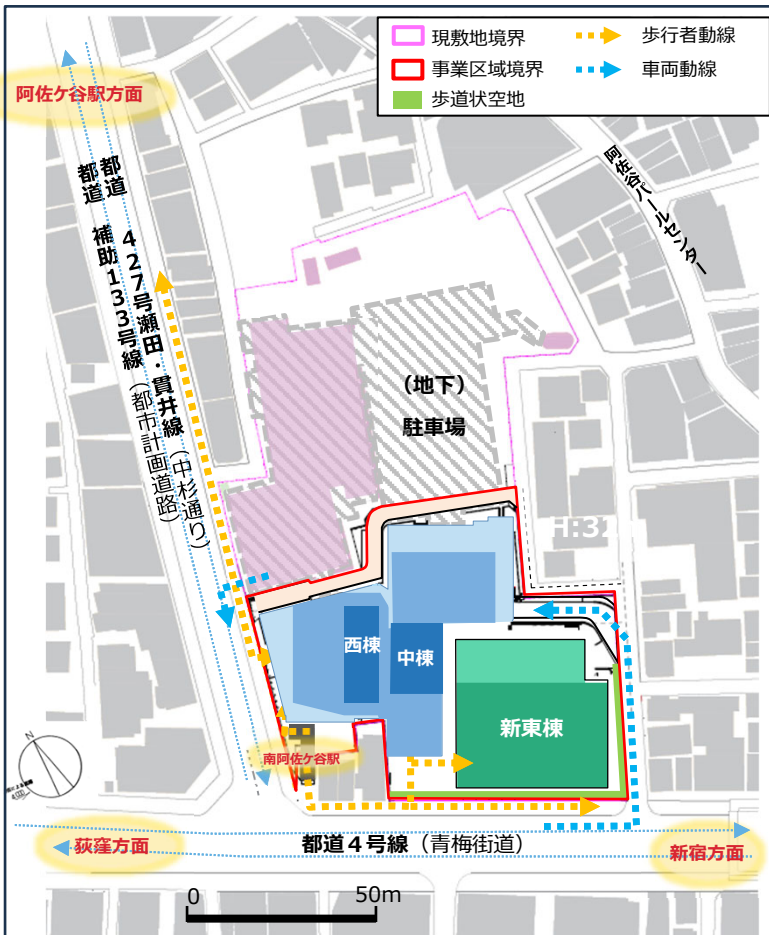 現敷地境界
歩行者動線
事業区域境界
車両動線
歩道状空地
阿佐ケ谷駅方面
阿佐谷パールセンター
都道 427号瀬田・貫井線（中杉通り）
都道 補助133号線（都市計画道路）
（地下）
駐車場
西棟
中棟
新東棟
南阿佐ケ谷駅
N
荻窪方面
都道4号線（青梅街道）
新宿方面
0
50m